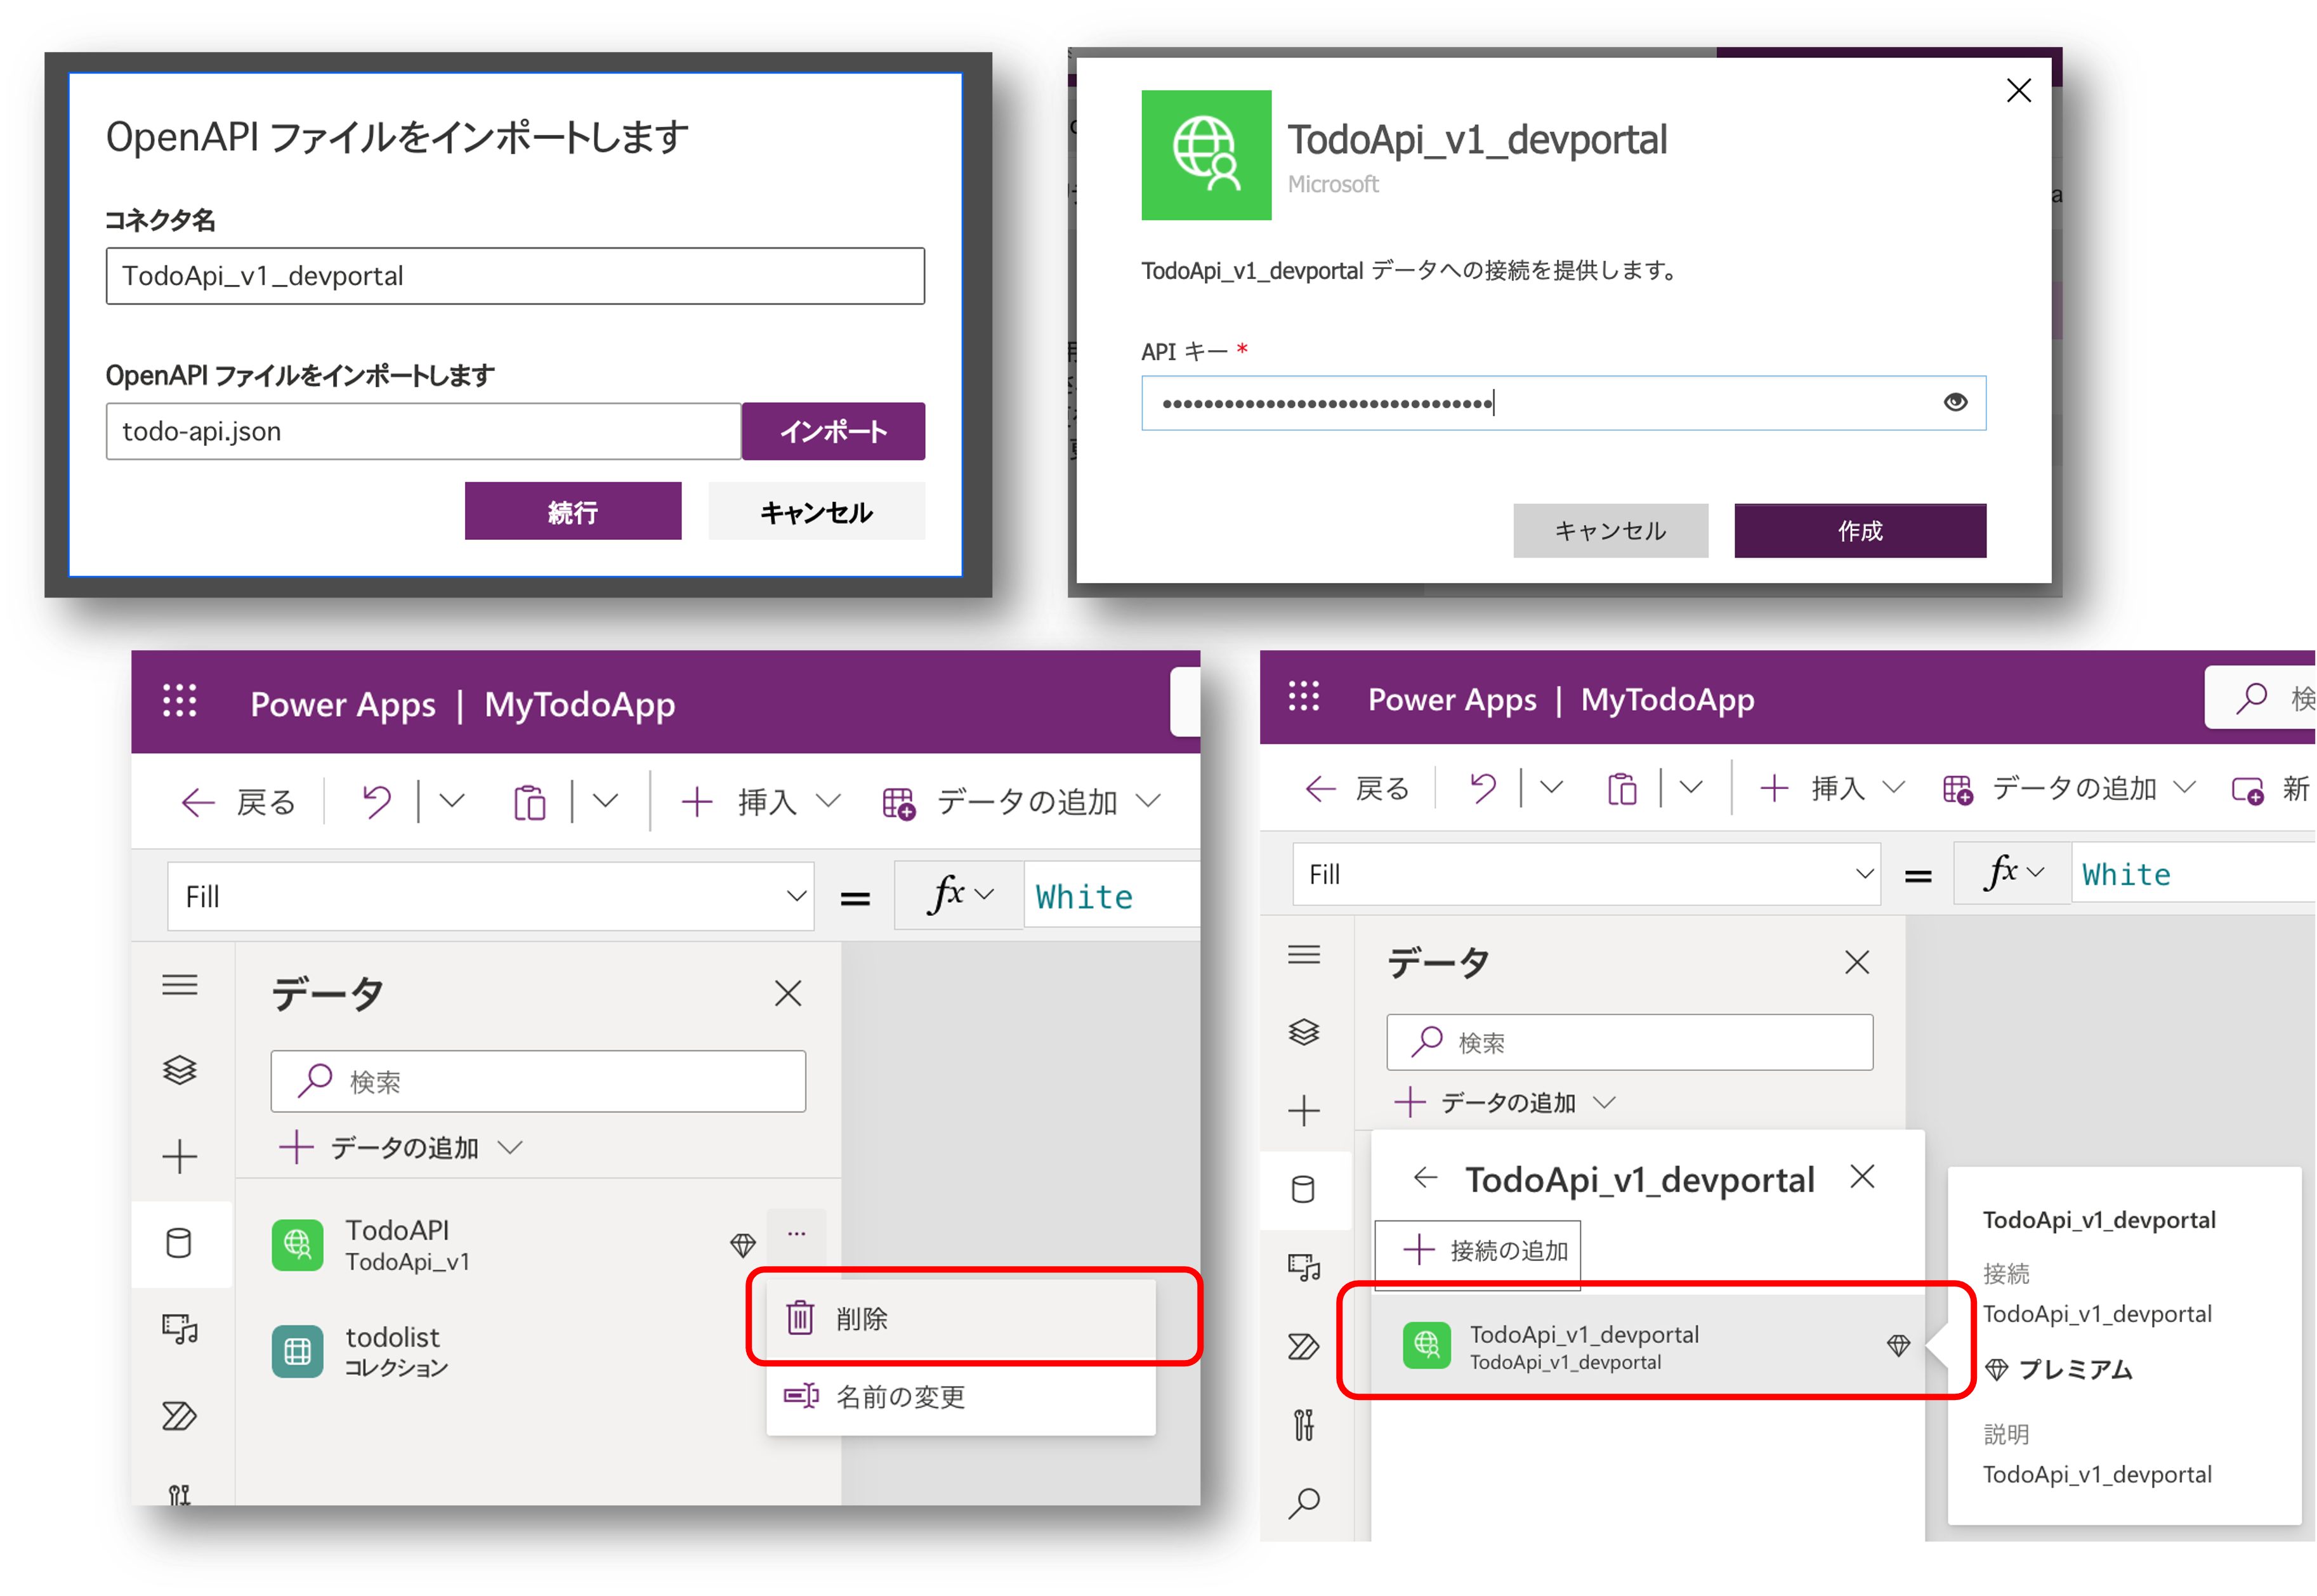 OpenAPI ファイルをインポートします
コネクタ名
TodoApi_v1_devportal
OpenAPI ファイルをインポートします
todo-api.json
インポート
続行
キャンセル
TodoApi_v1_devportal
Microsoft
TodoApi_v1_devportal データへの接続を提供します。
API キー *
••••••••••••••••••••••••••••••••
キャンセル
作成
Power Apps | MyTodoApp
戻る
挿入
データの追加
Fill
=
fx
White
データ
検索
データの追加
TodoAPI
TodoApi_v1
...
todolist
コレクション
削除
名前の変更
Power Apps | MyTodoApp
検
戻る
挿入
データの追加
新
Fill
=
fx
White
データ
検索
データの追加
TodoApi_v1_devportal
接続の追加
TodoApi_v1_devportal
TodoApi_v1_devportal
TodoApi_v1_devportal
接続
TodoApi_v1_devportal
プレミアム
説明
TodoApi_v1_devportal